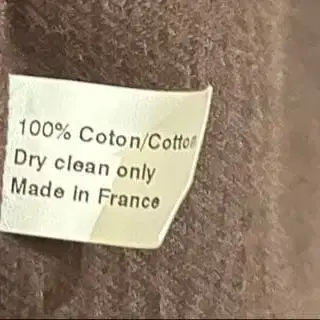 100% Coton/Cotton
Dry clean only
Made in France